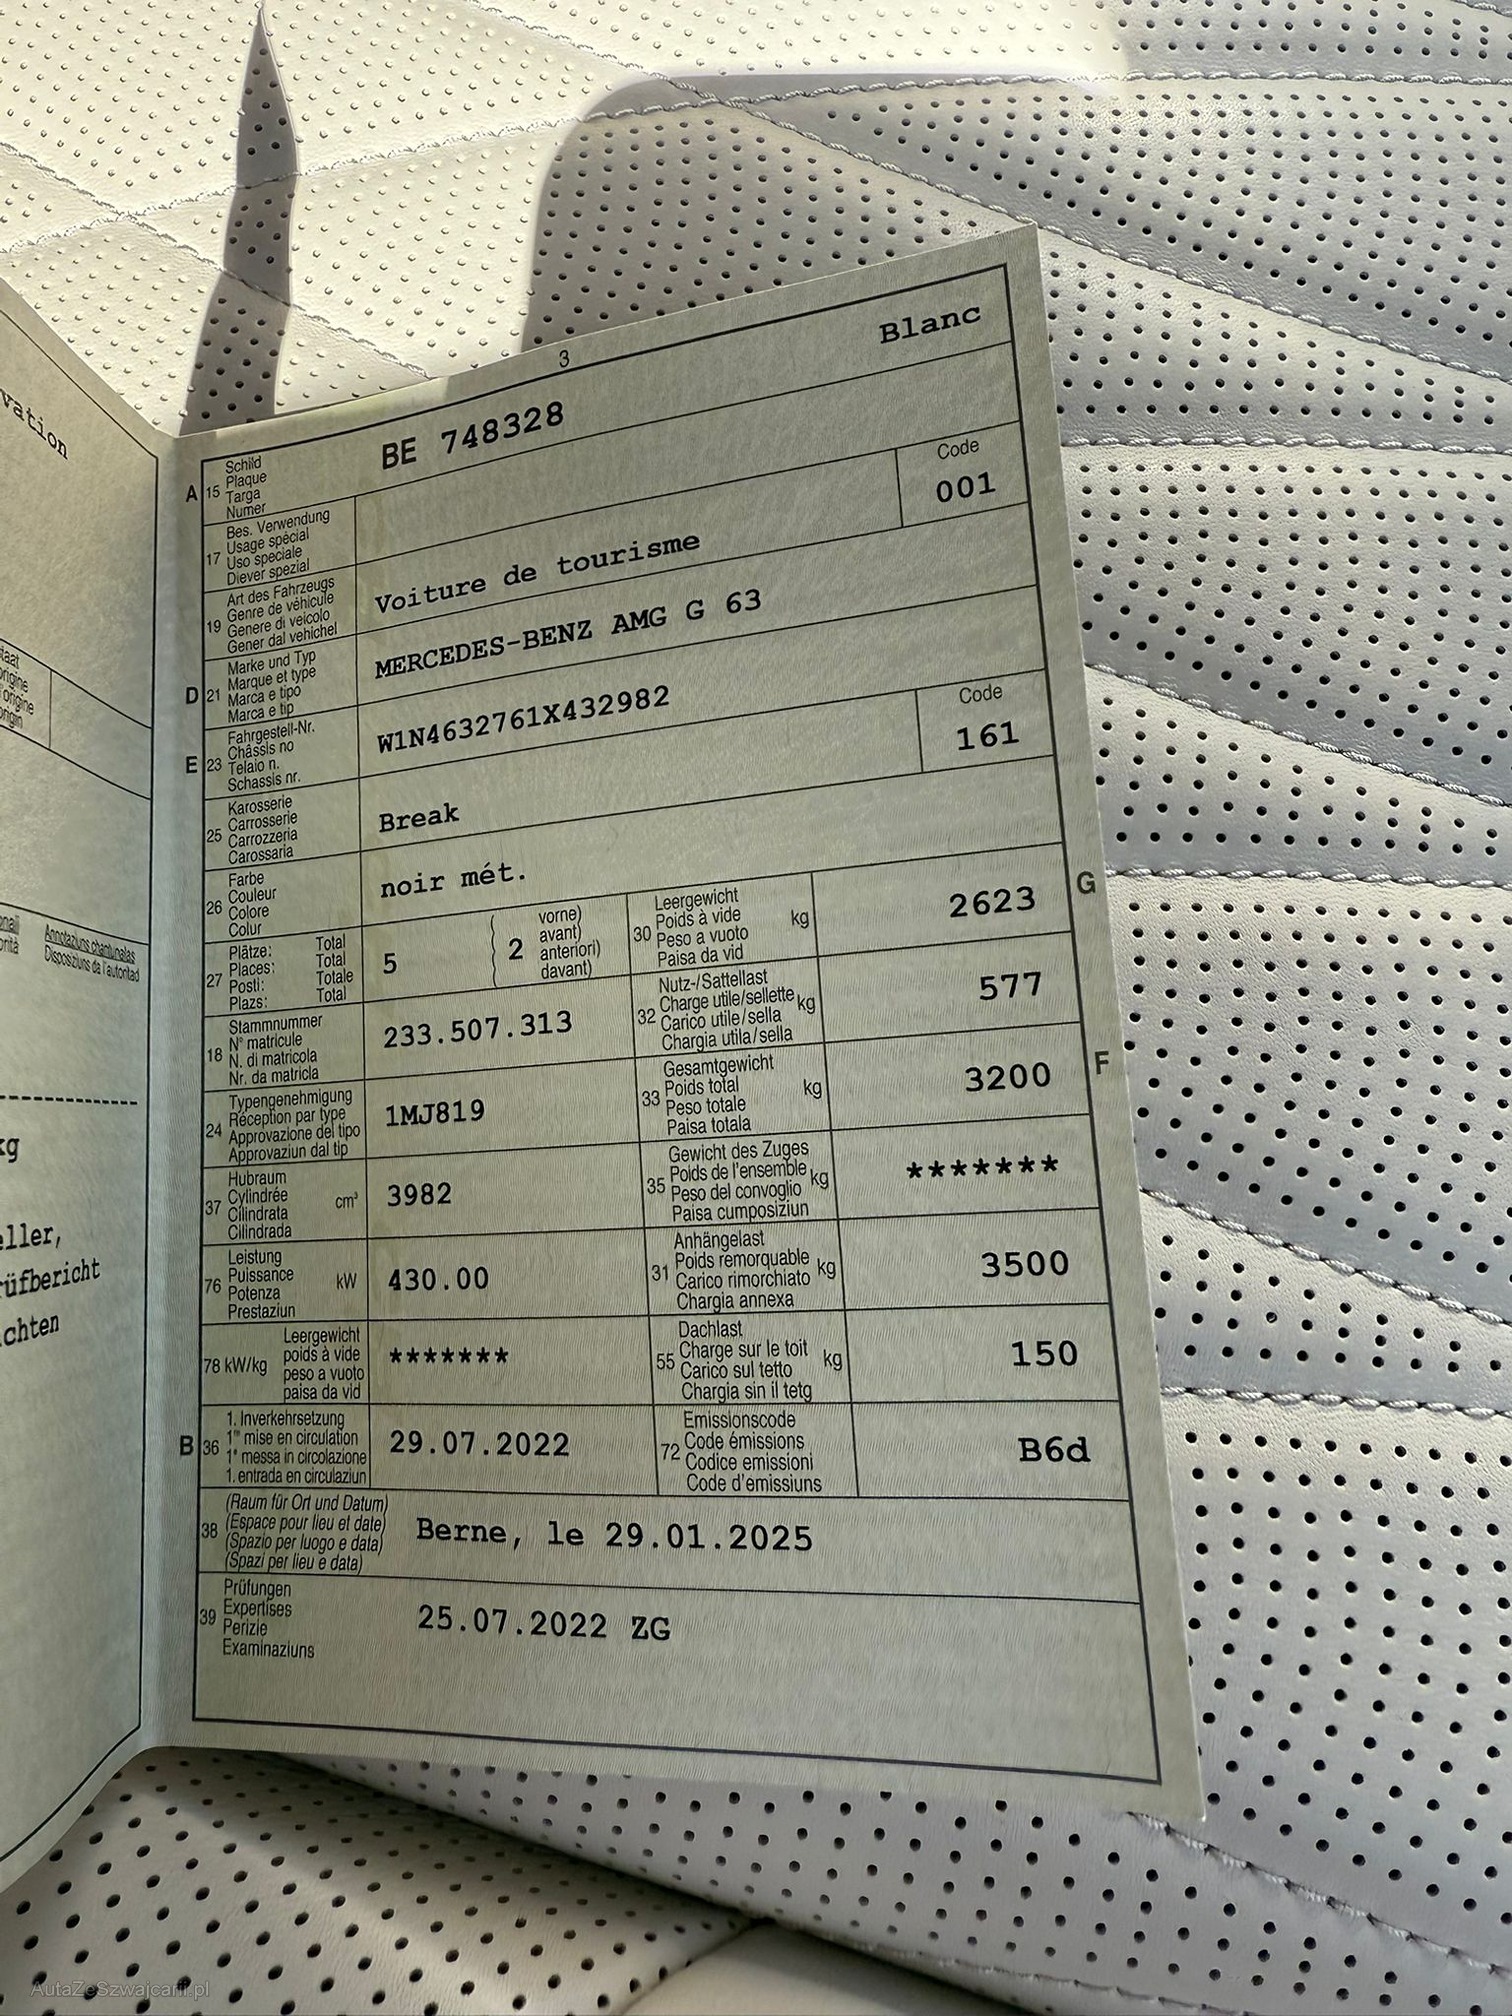 vation
3
Blanc
A 15 Schild
Plaque
Targa
Numer
BE 748328
17 Bes. Verwendung
Usage spécial
Uso speciale
Diever spezial
Code
001
19 Art des Fahrzeugs
Genre de véhicule
Genere di veicolo
Gener dal vehichel
Voiture de tourisme
D 21 Marke und Typ
Marque et type
Marca e tipo
Marca e tip
MERCEDES-BENZ AMG G 63
E 23 Fahrgestell-Nr.
Châssis no
Telaio n.
Schassis nr.
W1N4632761X432982
Code
161
25 Karosserie
Carrosserie
Carrozzeria
Carossaria
Break
26 Farbe
Couleur
Colore
Colur
noir mét.
27 Plätze: Total
Places: Total
Posti: Totale
Plazs: Total
5 ( 2 vorne)
avant)
anteriori)
davant)
30 Leergewicht
Poids à vide kg
Peso a vuoto
Paisa da vid
2623
G
18 Stammnummer
N° matricule
N. di matricola
Nr. da matricla
233.507.313
32 Nutz-/Sattellast
Charge utile/sellette kg
Carico utile/sella
Chargia utila/sella
577
24 Typengenehmigung
Réception par type
Approvazione del tipo
Approvaziun dal tip
1MJ819
33 Gesamtgewicht
Poids total kg
Peso totale
Paisa totala
3200
F
37 Hubraum
Cylindrée cm³
Cilindrata
Cilindrada
3982
35 Gewicht des Zuges
Poids de l'ensemble kg
Peso del convoglio
Paisa cumposiziun
*******
76 Leistung
Puissance kW
Potenza
Prestaziun
430.00
31 Anhängelast
Poids remorquable kg
Carico rimorchiato
Chargia annexa
3500
78 kW/kg Leergewicht
poids à vide
peso a vuoto
paisa da vid
*******
55 Dachlast
Charge sur le toit kg
Carico sul tetto
Chargia sin il tetg
150
B 36 1. Inverkehrsetzung
1re mise en circulation
1a messa in circolazione
1. entrada en circulaziun
29.07.2022
72 Emissionscode
Code émissions
Codice emissioni
Code d'emissiuns
B6d
38 (Raum für Ort und Datum)
(Espace pour lieu et date)
(Spazio per luogo e data)
(Spazi per lieu e data)
Berne, le 29.01.2025
39 Prüfungen
Expertises
Perizie
Examinaziuns
25.07.2022 ZG
taat
origine
l'origine
origin
Annotaziuns chantunalas
Disposiziuns da l'autoritad
kg
eller,
rüfbericht
chten
AutaZeSzwajcarii.pl